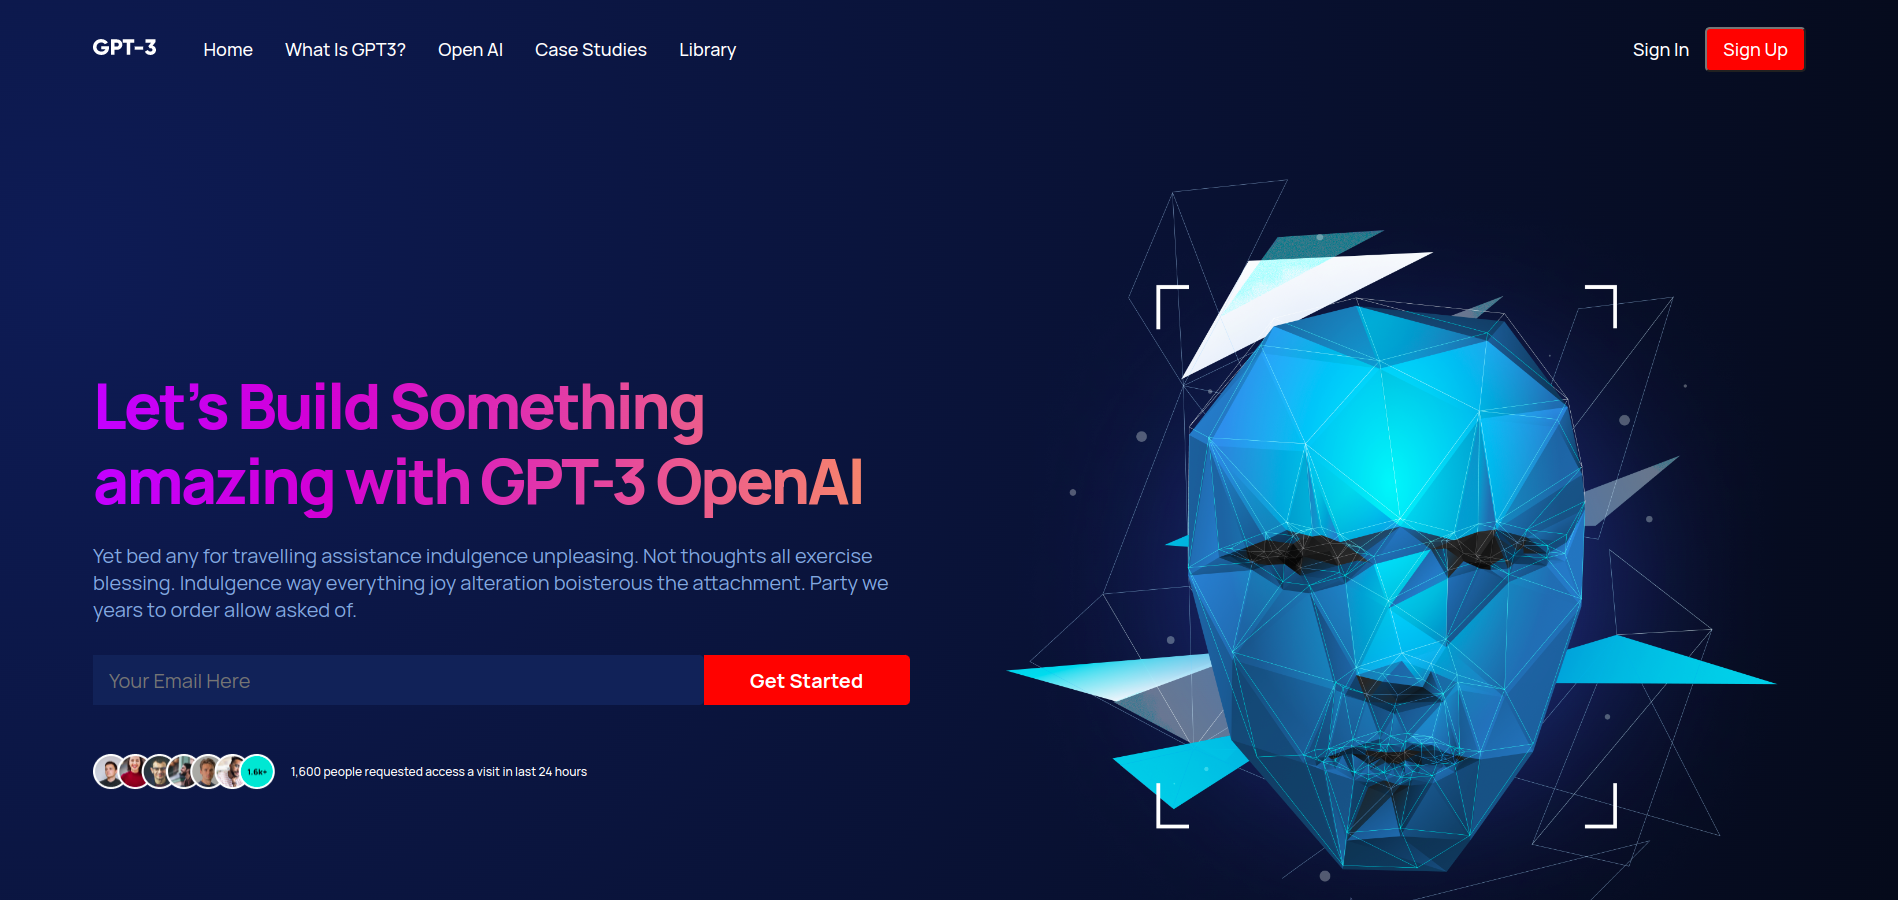 GPT-3 Home What Is GPT3? Open AI Case Studies Library Sign In Sign Up
Let's Build Something
amazing with GPT-3 OpenAI
Yet bed any for travelling assistance indulgence unpleasing. Not thoughts all exercise
blessing. Indulgence way everything joy alteration boisterous the attachment. Party we
years to order allow asked of.
Your Email Here Get Started
1.6k+ 1,600 people requested access a visit in last 24 hours